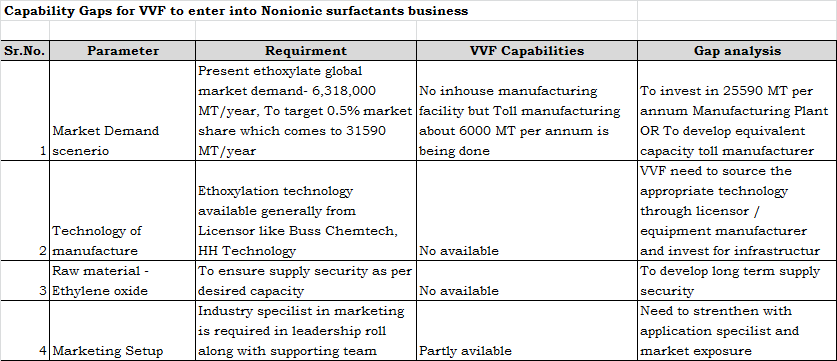 Capability Gaps for VVF to enter into Nonionic surfactants business
Sr.No. Parameter Requirment VVF Capabilities Gap analysis
1 Market Demand
scenerio
Present ethoxylate global
market demand- 6,318,000
MT/year, To target 0.5% market
share which comes to 31590
MT/year
No inhouse manufacturing
facility but Toll manufacturing
about 6000 MT per annum is
being done
To invest in 25590 MT per
annum Manufacturing Plant
OR To develop equivalent
capacity toll manufacturer
2 Technology of
manufacture
Ethoxylation technology
available generally from
Licensor like Buss Chemtech,
HH Technology
No available
VVF need to source the
appropriate technology
through licensor /
equipment manufacturer
and invest for infrastructur
3 Raw material -
Ethylene oxide
To ensure supply security as per
desired capacity
No available
To develop long term supply
security
4 Marketing Setup
Industry specilist in marketing
is required in leadership roll
along with supporting team
Partly avilable
Need to strenthen with
application specilist and
market exposure